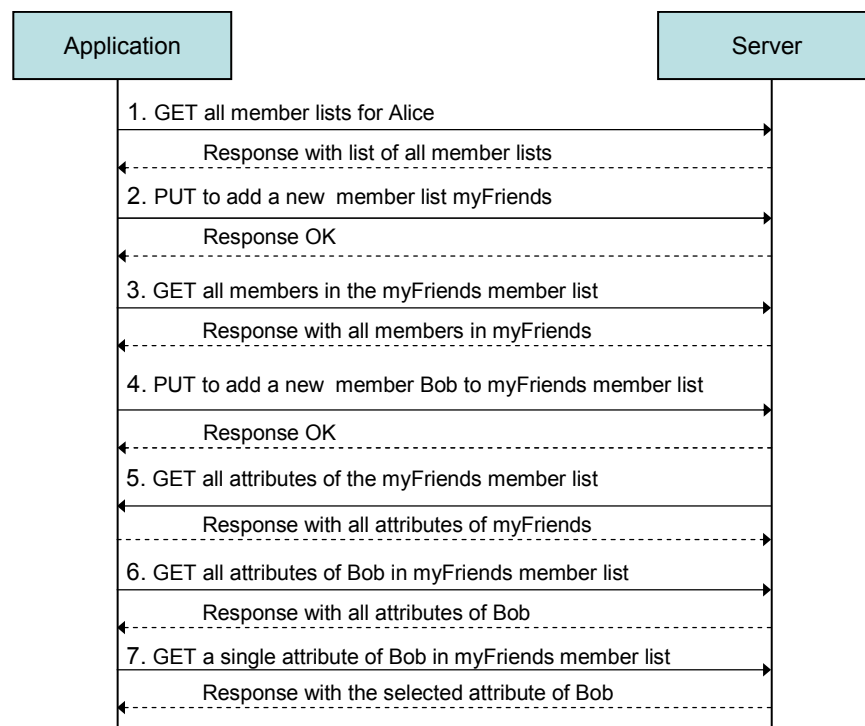 Application
Server
1. GET all member lists for Alice
Response with list of all member lists
2. PUT to add a new  member list myFriends
Response OK
3. GET all members in the myFriends member list
Response with all members in myFriends
4. PUT to add a new  member Bob to myFriends member list
Response OK
5. GET all attributes of the myFriends member list
Response with all attributes of myFriends
6. GET all attributes of Bob in myFriends member list
Response with all attributes of Bob
7. GET a single attribute of Bob in myFriends member list
Response with the selected attribute of Bob